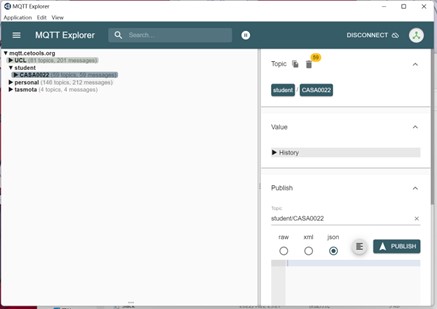 MQTT Explorer
Application Edit View
MQTT Explorer
Search...
DISCONNECT
▼ mqtt.cetools.org
▶ UCL (81 topics, 201 messages)
▼ student
▶ CASA0022 (59 topics, 58 messages)
▶ personal (146 topics, 212 messages)
▶ tasmota (4 topics, 4 messages)
Topic
student / CASA0022
Value
▶ History
Publish
Topic
student/CASA0022
raw xml json
PUBLISH